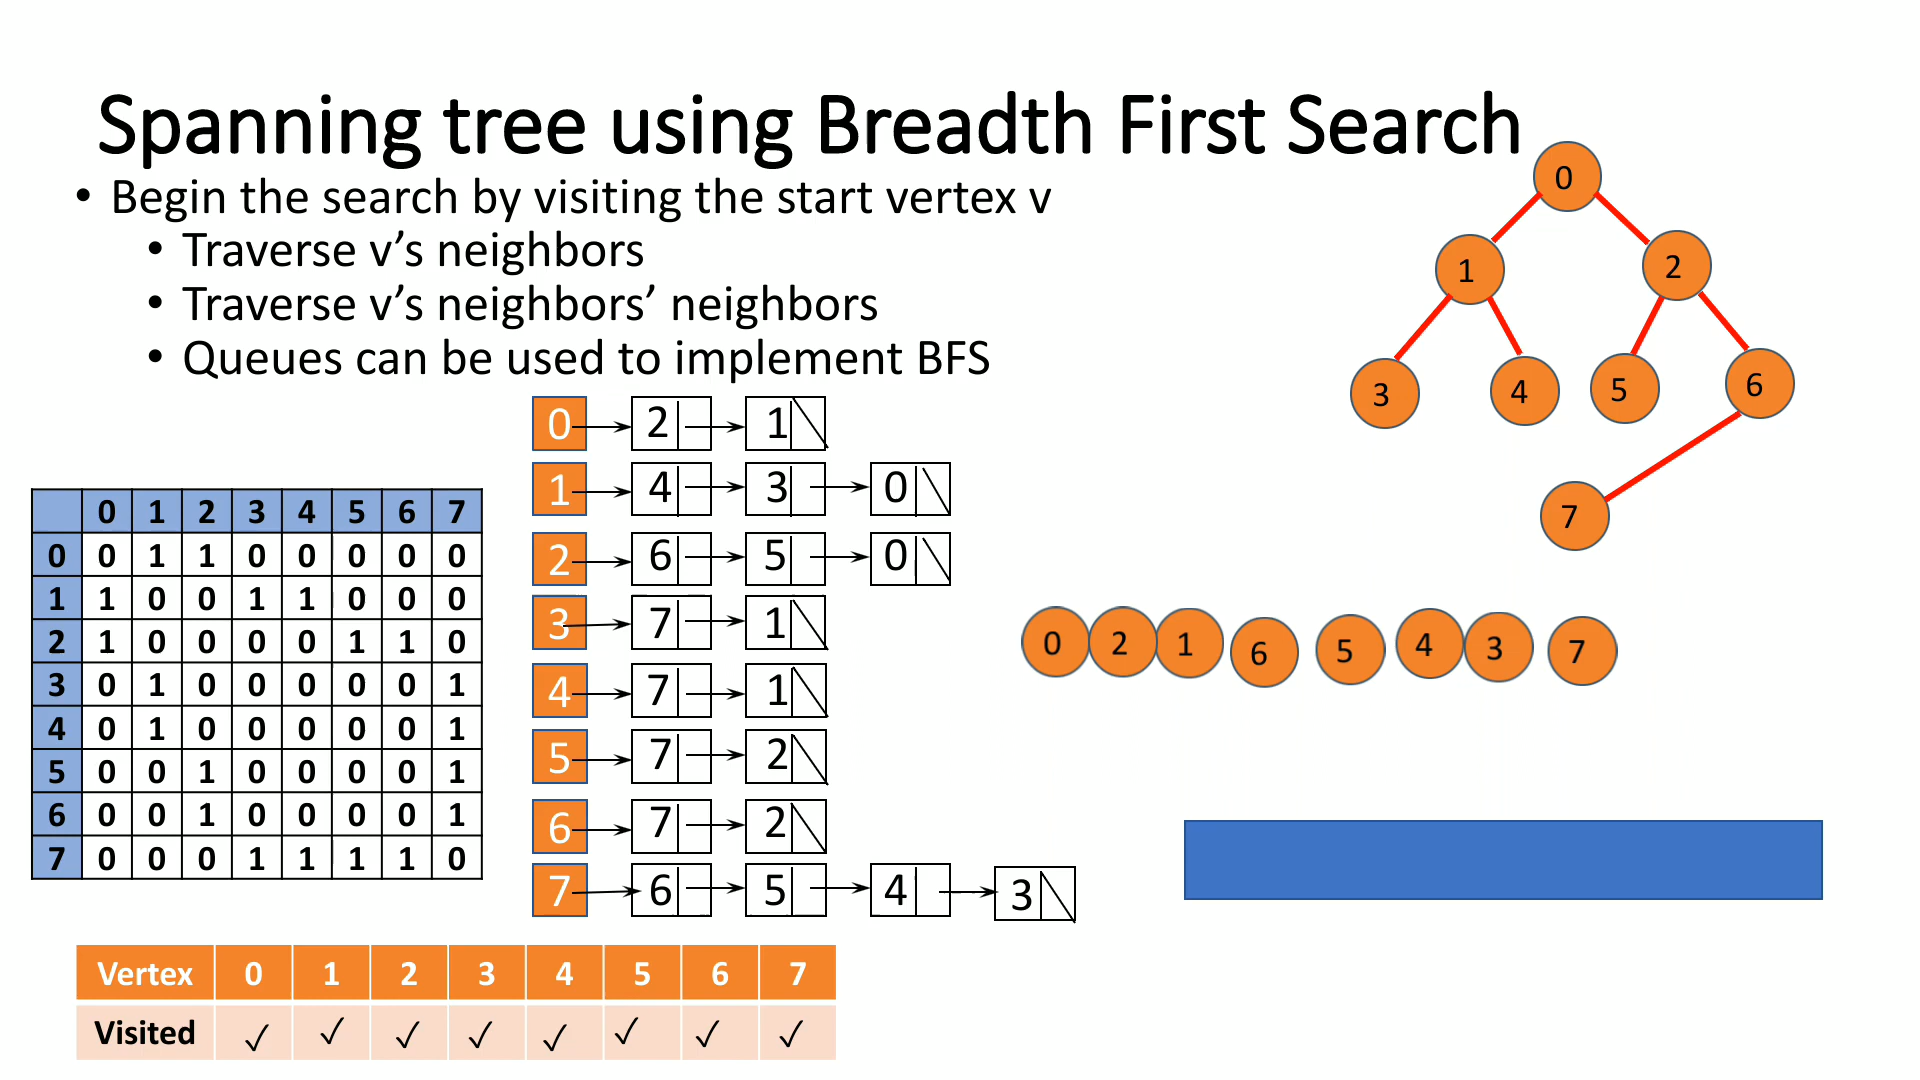 Spanning tree using Breadth First Search
• Begin the search by visiting the start vertex v
• Traverse v’s neighbors
• Traverse v’s neighbors’ neighbors
• Queues can be used to implement BFS
0
1 2
3 4 5 6
7
0 2 1
1 4 3 0
2 6 5 0
3 7 1
4 7 1
5 7 2
6 7 2
7 6 5 4 3
0 1 2 3 4 5 6 7
0 0 1 1 0 0 0 0 0
1 1 0 0 1 1 0 0 0
2 1 0 0 0 0 1 1 0
3 0 1 0 0 0 0 0 1
4 0 1 0 0 0 0 0 1
5 0 0 1 0 0 0 0 1
6 0 0 1 0 0 0 0 1
7 0 0 0 1 1 1 1 0
0 2 1 6 5 4 3 7
Vertex 0 1 2 3 4 5 6 7
Visited ✓ ✓ ✓ ✓ ✓ ✓ ✓ ✓